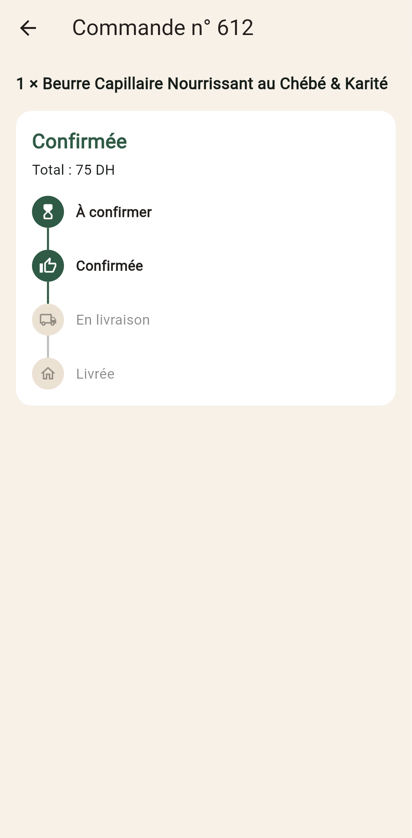 Commande n° 612
1 × Beurre Capillaire Nourrissant au Chébé & Karité
Confirmée
Total : 75 DH
À confirmer
Confirmée
En livraison
Livrée